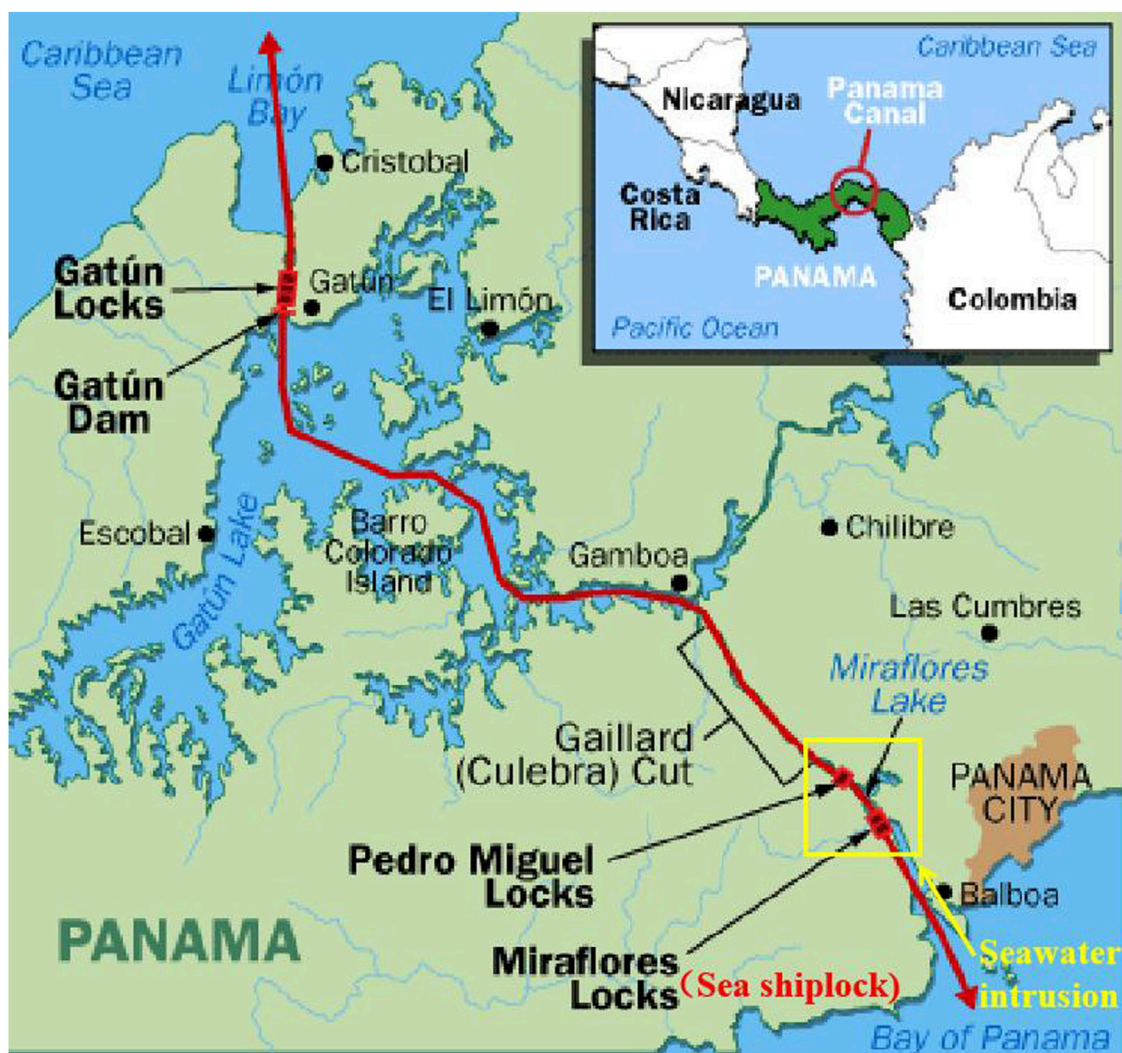 Caribbean
Sea
Limón
Bay
Cristobal
Gatún
Locks
Gatún
El Limón
Gatún
Dam
Caribbean Sea
Nicaragua
Panama
Canal
Costa
Rica
PANAMA
Colombia
Pacific Ocean
Escobal
Gatún Lake
Barro
Colorado
Island
Gamboa
Chilibre
Las Cumbres
Miraflores
Lake
Gaillard
(Culebra) Cut
PANAMA
CITY
Pedro Miguel
Locks
Balboa
PANAMA
Miraflores
Locks
(Sea shiplock)
Seawater
intrusion
Bay of Panama